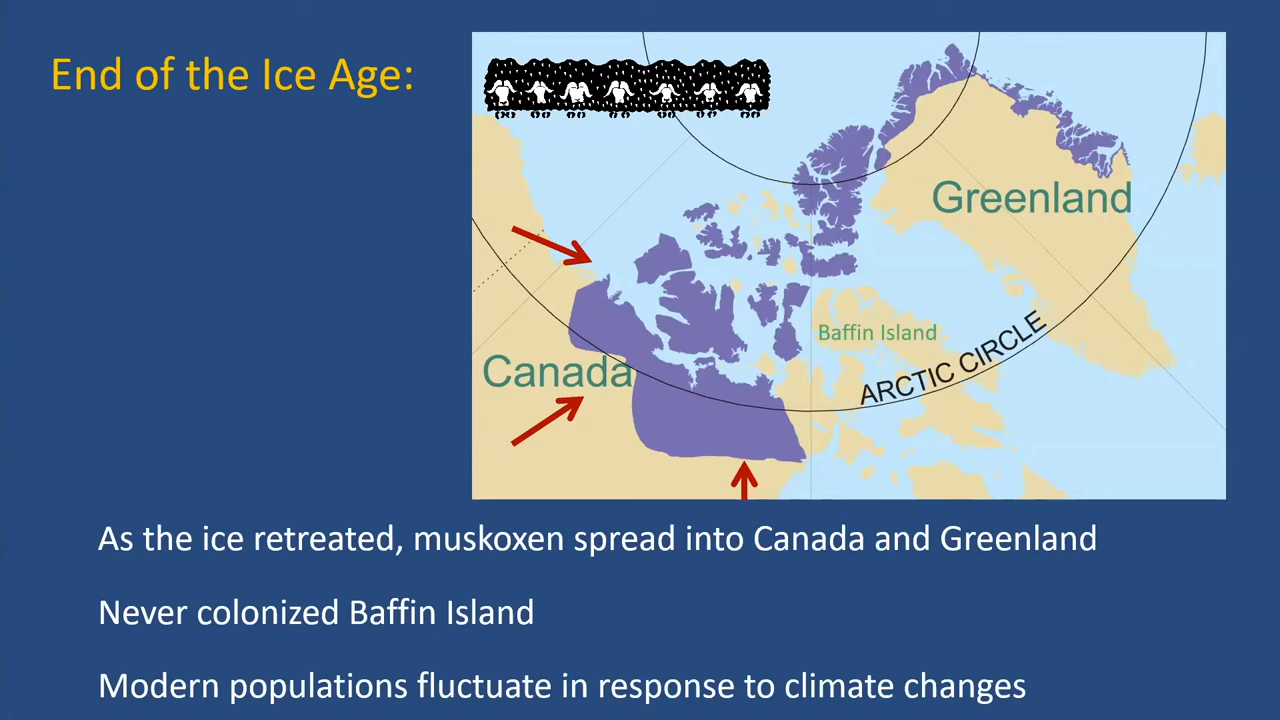 End of the Ice Age:
Greenland
Baffin Island
Canada
ARCTIC CIRCLE
As the ice retreated, muskoxen spread into Canada and Greenland
Never colonized Baffin Island
Modern populations fluctuate in response to climate changes